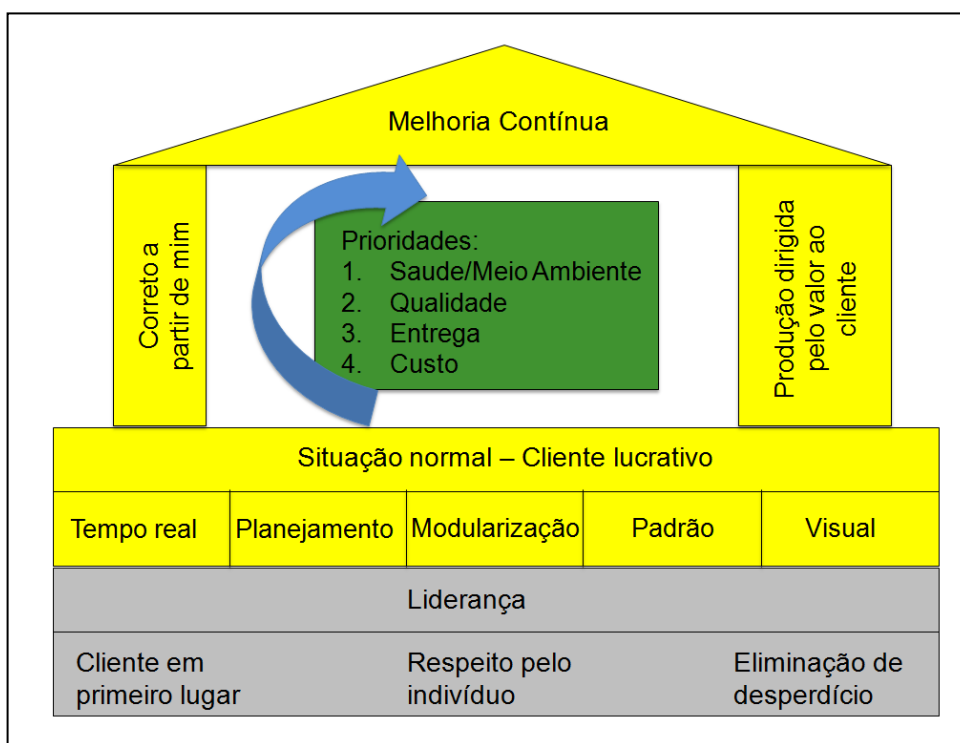 Melhoria Contínua
Correto a
partir de mim
Prioridades:
1. Saude/Meio Ambiente
2. Qualidade
3. Entrega
4. Custo
Produção dirigida
pelo valor ao
cliente
Situação normal – Cliente lucrativo
Tempo real
Planejamento
Modularização
Padrão
Visual
Liderança
Cliente em
primeiro lugar
Respeito pelo
indivíduo
Eliminação de
desperdício